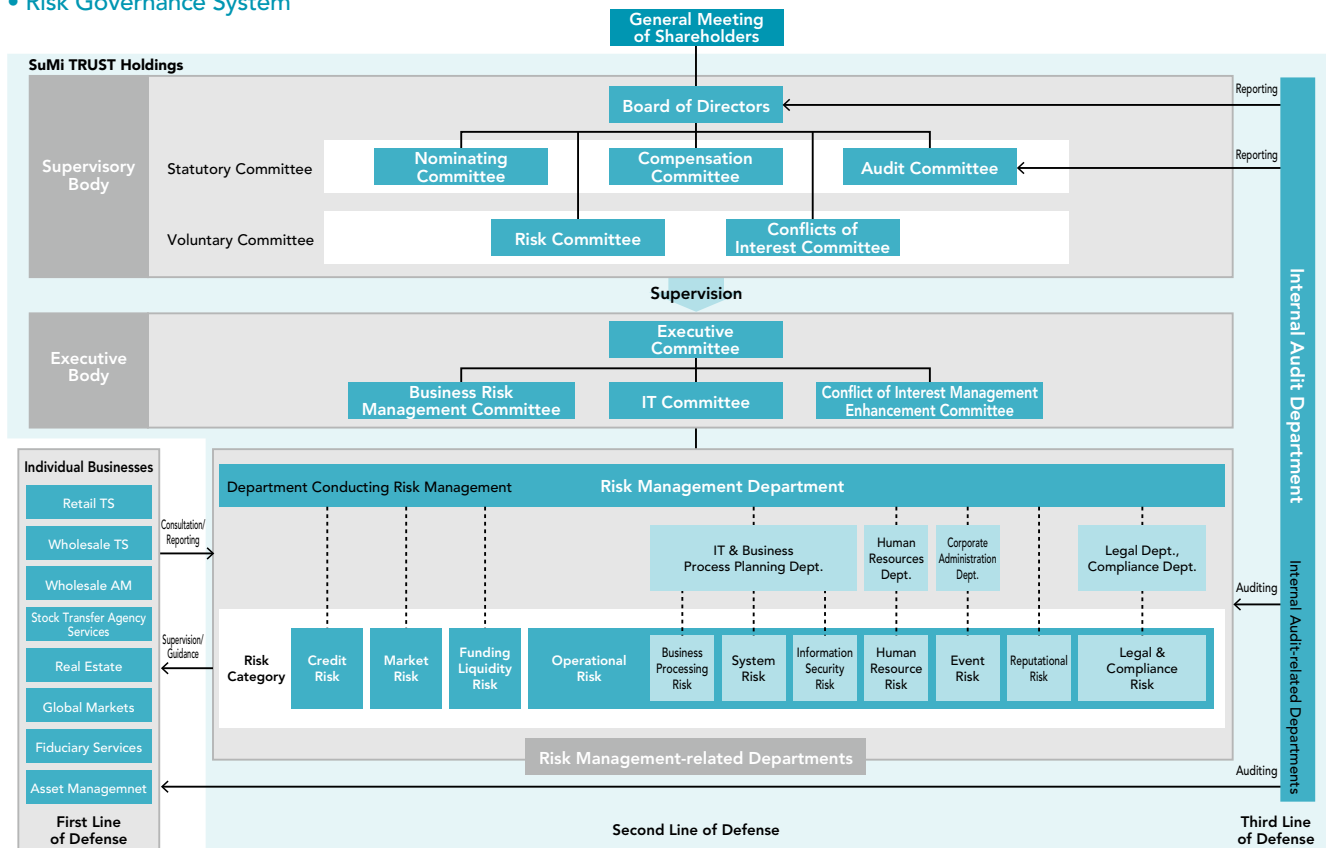 • Risk Governance System
General Meeting
of Shareholders
SuMi TRUST Holdings
Supervisory
Body
Board of Directors
Reporting
Statutory Committee
Nominating
Committee
Compensation
Committee
Audit Committee
Reporting
Voluntary Committee
Risk Committee
Conflicts of
Interest Committee
Supervision
Executive
Body
Executive
Committee
Business Risk
Management Committee
IT Committee
Conflict of Interest Management
Enhancement Committee
Internal Audit Department
Internal Audit-related Departments
Individual Businesses
Retail TS
Wholesale TS
Wholesale AM
Stock Transfer Agency
Services
Real Estate
Global Markets
Fiduciary Services
Asset Managemnet
First Line
of Defense
Consultation/
Reporting
Supervision/
Guidance
Department Conducting Risk Management
Risk Management Department
IT & Business
Process Planning Dept.
Human
Resources
Dept.
Corporate
Administration
Dept.
Legal Dept.,
Compliance Dept.
Auditing
Risk
Category
Credit
Risk
Market
Risk
Funding
Liquidity
Risk
Operational
Risk
Business
Processing
Risk
System
Risk
Information
Security
Risk
Human
Resource
Risk
Event
Risk
Reputational
Risk
Legal &
Compliance
Risk
Risk Management-related Departments
Auditing
Second Line of Defense
Third Line
of Defense